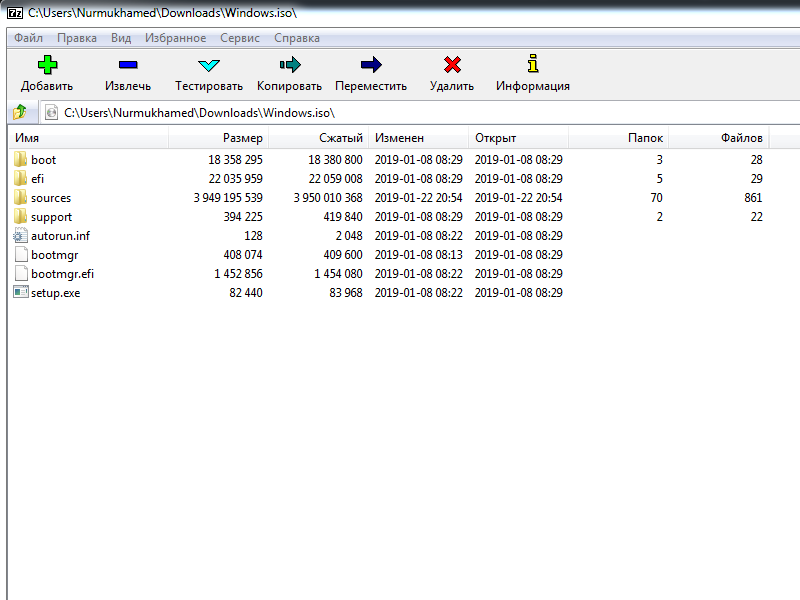 7z C:\Users\Nurmukhamed\Downloads\Windows.iso\
Файл Правка Вид Избранное Сервис Справка
Добавить Извлечь Тестировать Копировать Переместить Удалить Информация
C:\Users\Nurmukhamed\Downloads\Windows.iso\
Имя Размер Сжатый Изменен Открыт Папок Файлов
boot 18 358 295 18 380 800 2019-01-08 08:29 2019-01-08 08:29 3 28
efi 22 035 959 22 059 008 2019-01-08 08:29 2019-01-08 08:29 5 29
sources 3 949 195 539 3 950 010 368 2019-01-22 20:54 2019-01-22 20:54 70 861
support 394 225 419 840 2019-01-08 08:29 2019-01-08 08:29 2 22
autorun.inf 128 2 048 2019-01-08 08:22 2019-01-08 08:29
bootmgr 408 074 409 600 2019-01-08 08:13 2019-01-08 08:29
bootmgr.efi 1 452 856 1 454 080 2019-01-08 08:22 2019-01-08 08:29
setup.exe 82 440 83 968 2019-01-08 08:22 2019-01-08 08:29